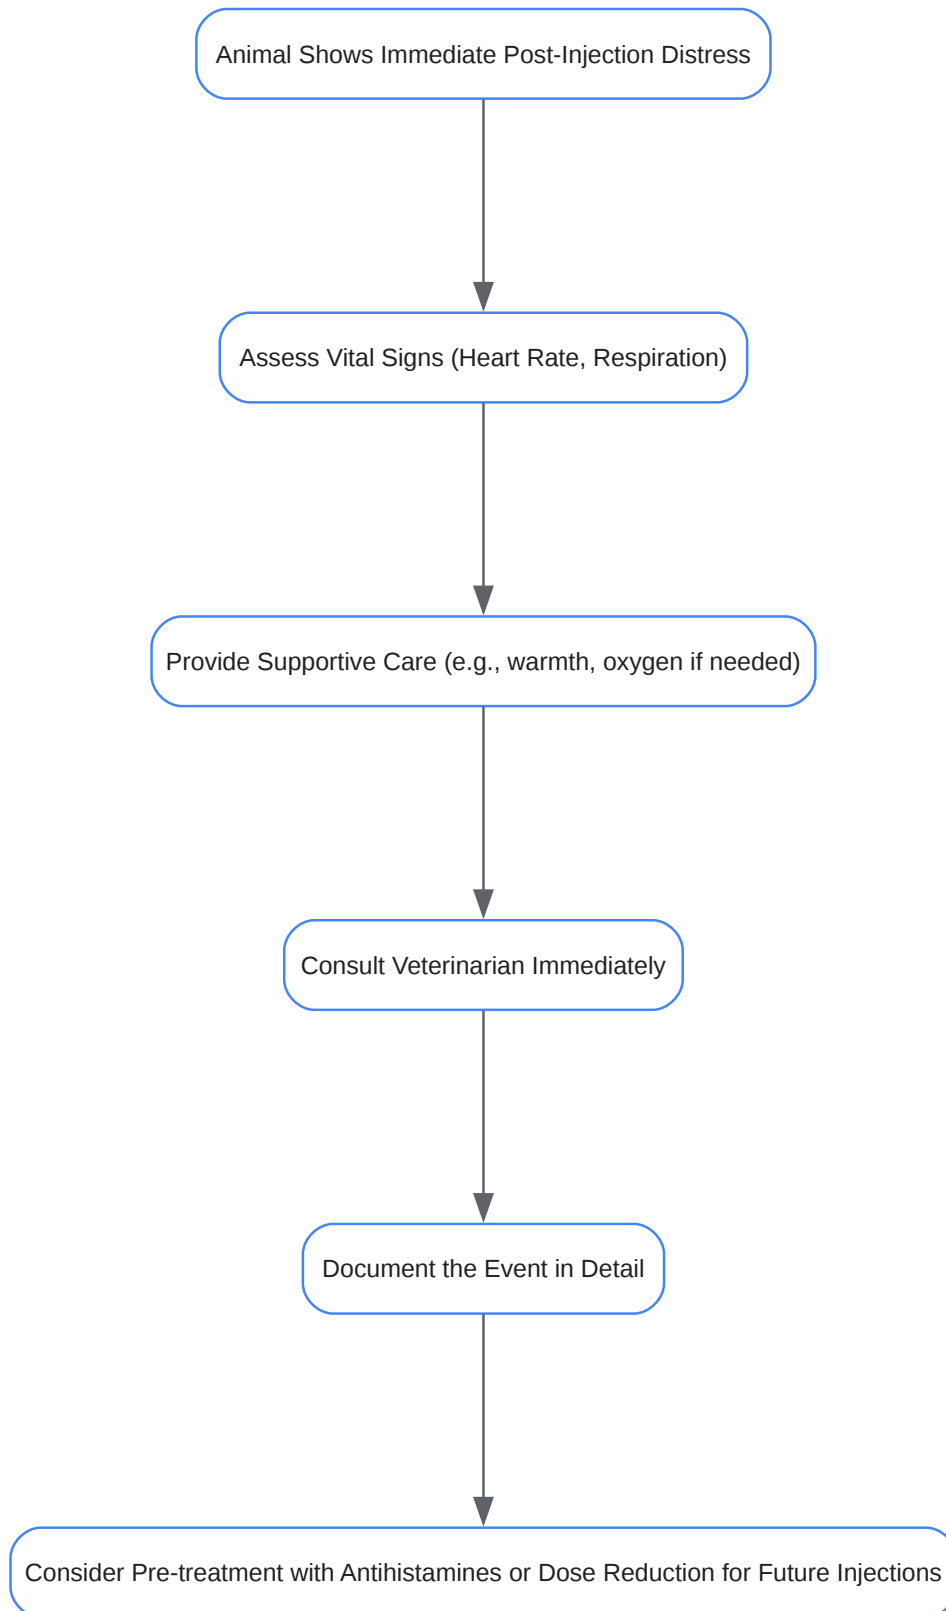 Animal Shows Immediate Post-Injection Distress
Assess Vital Signs (Heart Rate, Respiration)
Provide Supportive Care (e.g., warmth, oxygen if needed)
Consult Veterinarian Immediately
Document the Event in Detail
Consider Pre-treatment with Antihistamines or Dose Reduction for Future Injections